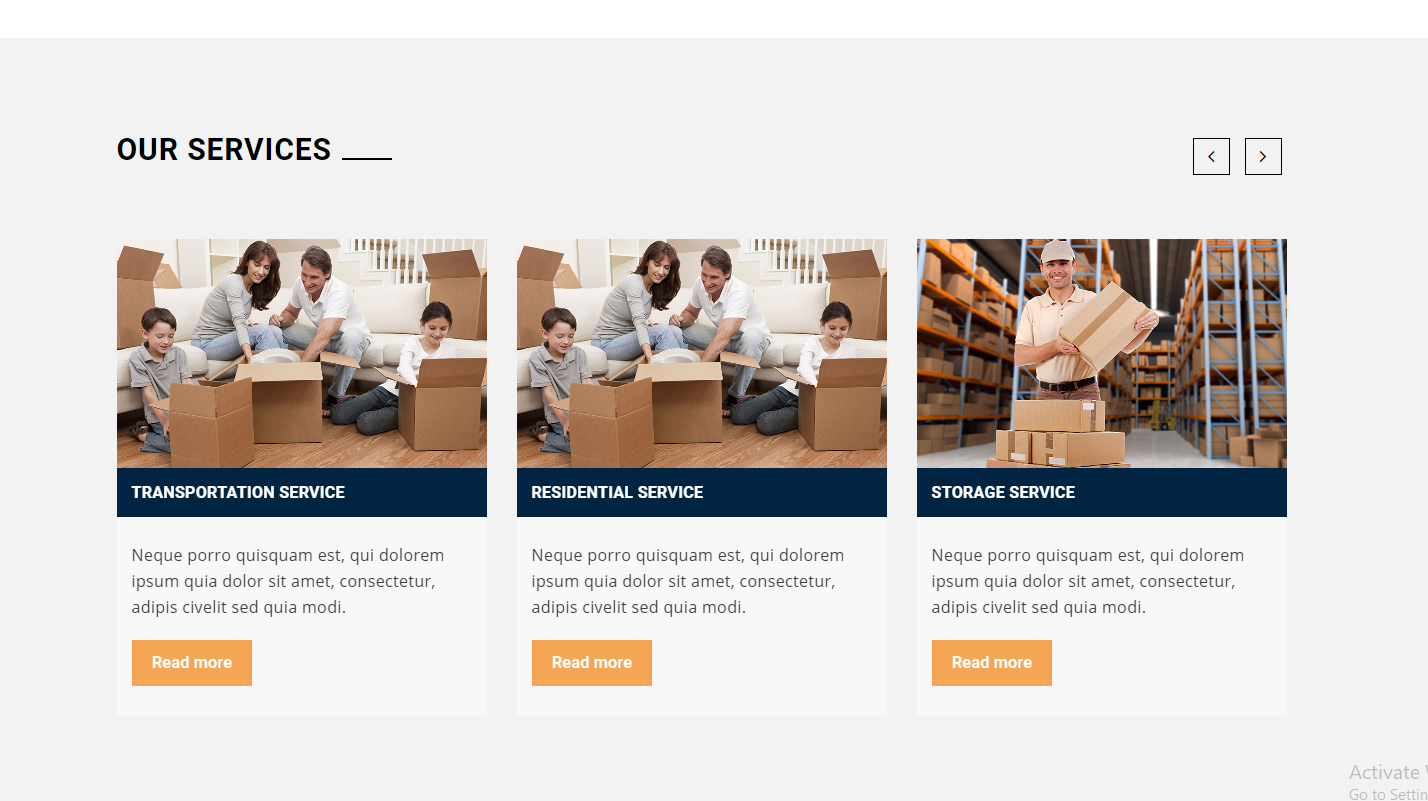 OUR SERVICES
TRANSPORTATION SERVICE
Neque porro quisquam est, qui dolorem
ipsum quia dolor sit amet, consectetur,
adipis civelit sed quia modi.
Read more
RESIDENTIAL SERVICE
Neque porro quisquam est, qui dolorem
ipsum quia dolor sit amet, consectetur,
adipis civelit sed quia modi.
Read more
STORAGE SERVICE
Neque porro quisquam est, qui dolorem
ipsum quia dolor sit amet, consectetur,
adipis civelit sed quia modi.
Read more
Activate
Go to